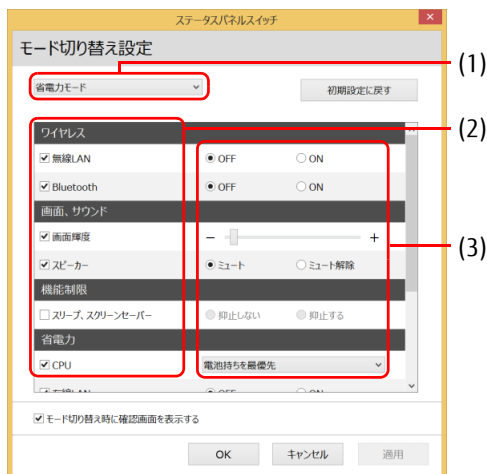 ステータスパネルスイッチ
モード切り替え設定
(1)
省電力モード 初期設定に戻す
(2)
ワイヤレス
無線LAN OFF ON
Bluetooth OFF ON
画面、サウンド
画面輝度 − +
(3)
スピーカー ミュート ミュート解除
機能制限
スリープ、スクリーンセーバー 抑止しない 抑止する
省電力
CPU 電池持ちを最優先
有線LAN OFF ON
モード切り替え時に確認画面を表示する
OK キャンセル 適用